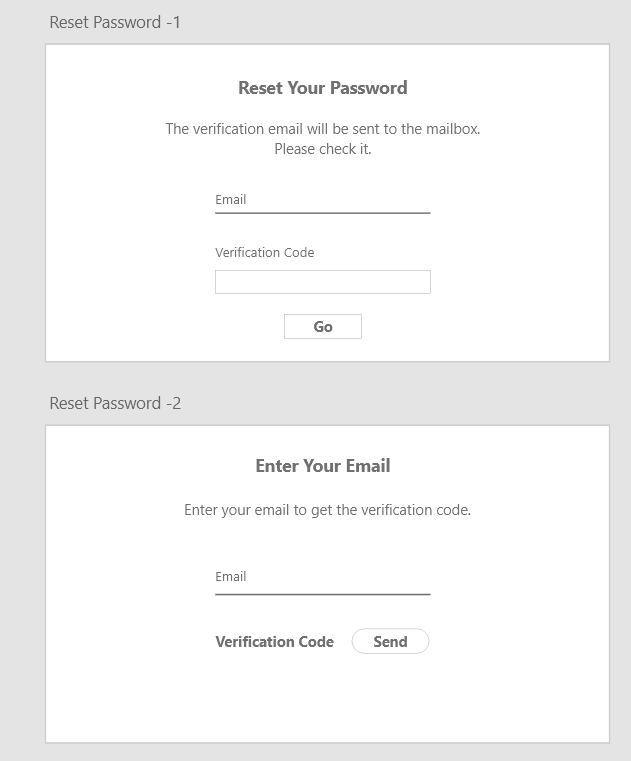 Reset Password -1
Reset Your Password
The verification email will be sent to the mailbox.
Please check it.
Email
Verification Code
Go
Reset Password -2
Enter Your Email
Enter your email to get the verification code.
Email
Verification Code Send